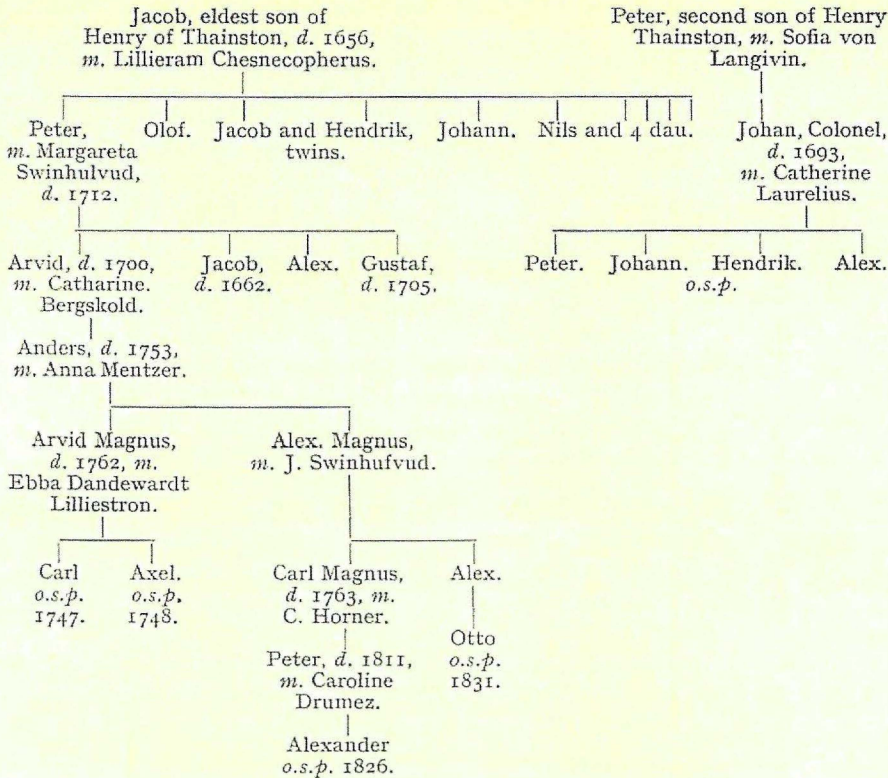 Jacob, eldest son of
Henry of Thainston, d. 1656,
m. Lillieram Chesnecopherus.
Peter, second son of Henry
Thainston, m. Sofia von
Langivin.
Peter,
m. Margareta
Swinhulvud,
d. 1712.
Olof.
Jacob and Hendrik,
twins.
Johann.
Nils and 4 dau.
Johan, Colonel,
d. 1693,
m. Catherine
Laurelius.
Arvid, d. 1700,
m. Catharine.
Bergskold.
Jacob,
d. 1662.
Alex.
Gustaf,
d. 1705.
Peter.
Johann.
Hendrik.
o.s.p.
Alex.
Anders, d. 1753,
m. Anna Mentzer.
Arvid Magnus,
d. 1762, m.
Ebba Dandewardt
Lilliestron.
Alex. Magnus,
m. J. Swinhufvud.
Carl
o.s.p.
1747.
Axel.
o.s.p.
1748.
Carl Magnus,
d. 1763, m.
C. Horner.
Alex.
Peter, d. 1811,
m. Caroline
Drumez.
Otto
o.s.p.
1831.
Alexander
o.s.p. 1826.